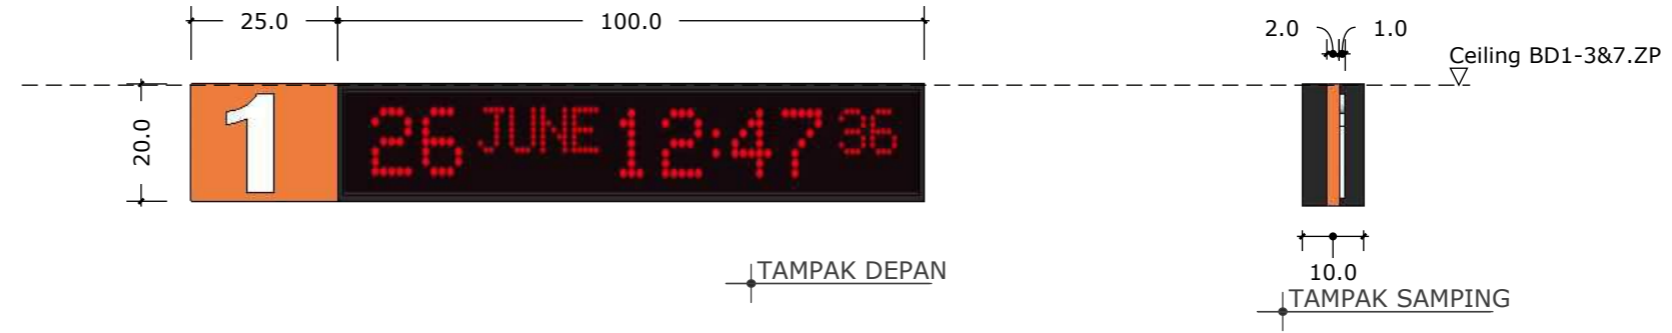 25.0 100.0
2.0 1.0
Ceiling BD1-3&7.ZP
20.0
1 26 JUNE 12:47 36
10.0
TAMPAK DEPAN
TAMPAK SAMPING